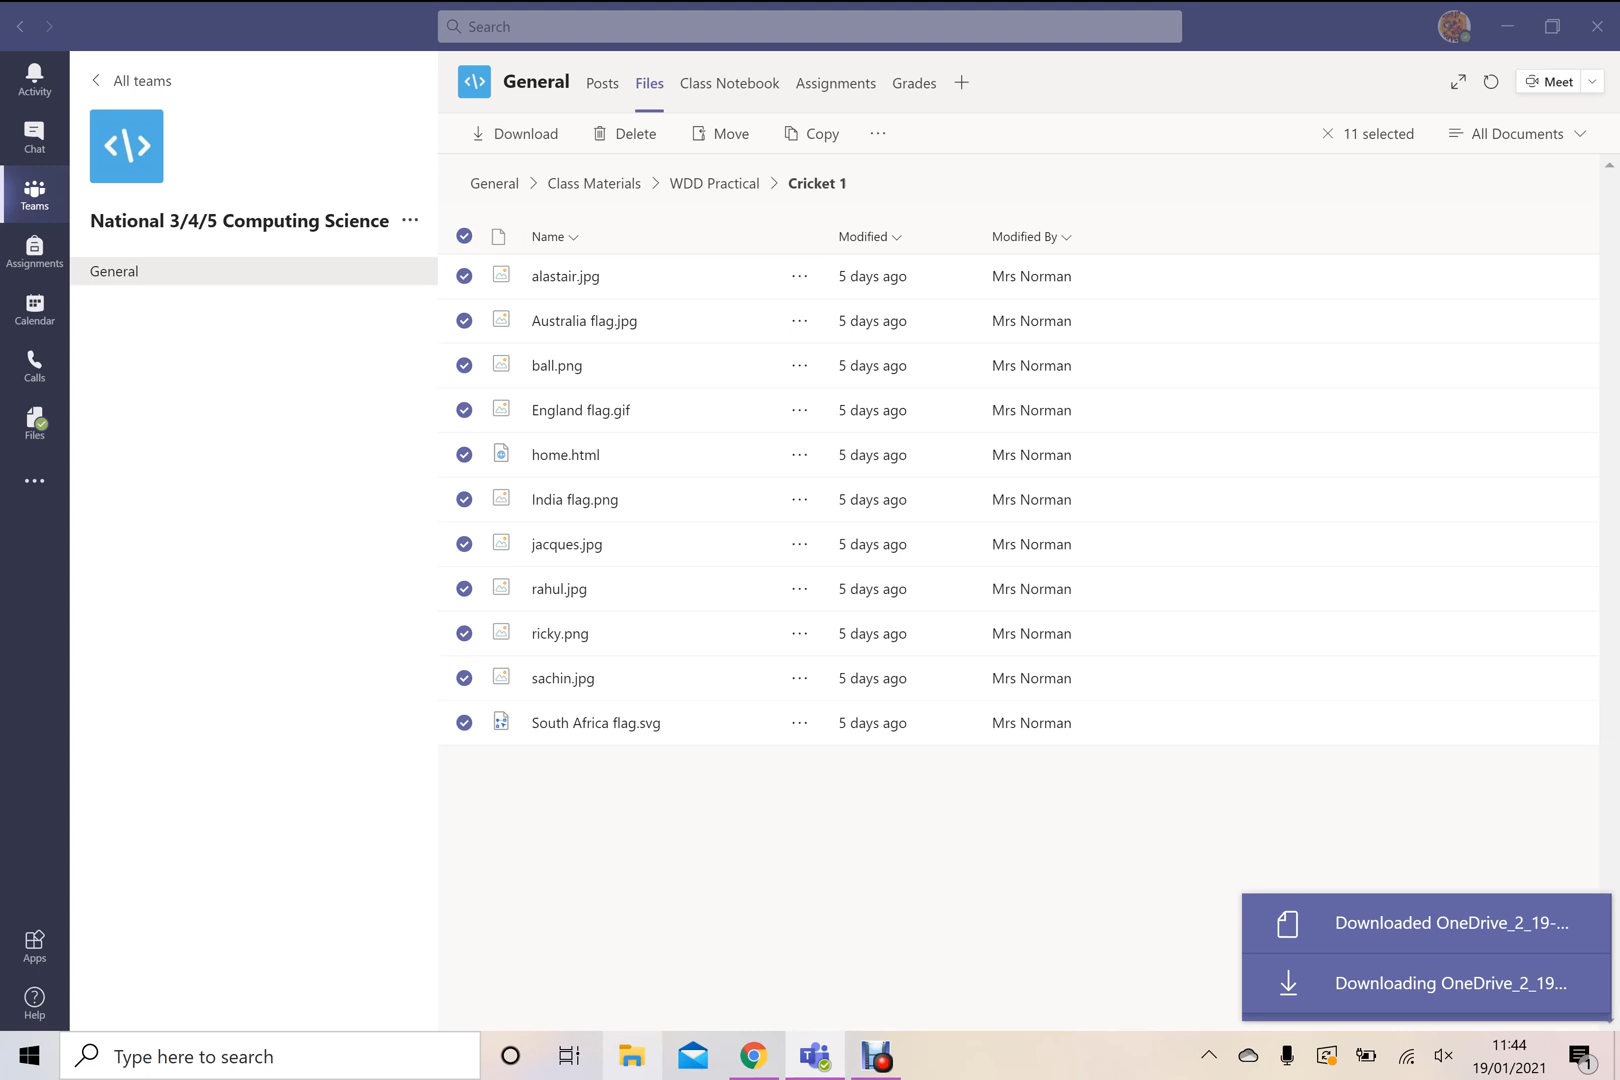 Search
Activity
Chat
Teams
Assignments
Calendar
Calls
Files
Apps
Help
All teams
National 3/4/5 Computing Science
General
General Posts Files Class Notebook Assignments Grades
Meet
Download Delete Move Copy 11 selected All Documents
General > Class Materials > WDD Practical > Cricket 1
Name Modified Modified By
alastair.jpg 5 days ago Mrs Norman
Australia flag.jpg 5 days ago Mrs Norman
ball.png 5 days ago Mrs Norman
England flag.gif 5 days ago Mrs Norman
home.html 5 days ago Mrs Norman
India flag.png 5 days ago Mrs Norman
jacques.jpg 5 days ago Mrs Norman
rahul.jpg 5 days ago Mrs Norman
ricky.png 5 days ago Mrs Norman
sachin.jpg 5 days ago Mrs Norman
South Africa flag.svg 5 days ago Mrs Norman
Downloaded OneDrive_2_19-...
Downloading OneDrive_2_19...
Type here to search
11:44
19/01/2021
1